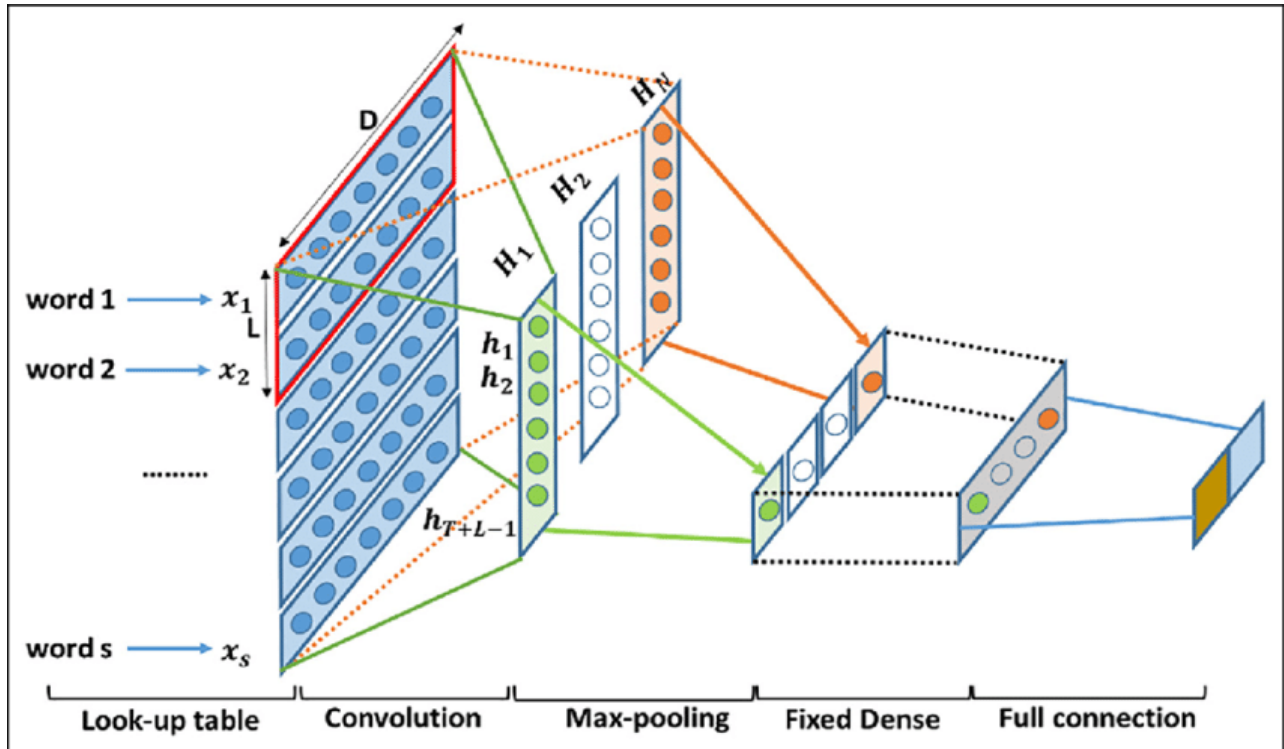 D
H_N
H_2
H_1
word 1 x_1
L
h_1
word 2 x_2
h_2
........
h_{T+L-1}
word s x_s
Look-up table Convolution Max-pooling Fixed Dense Full connection